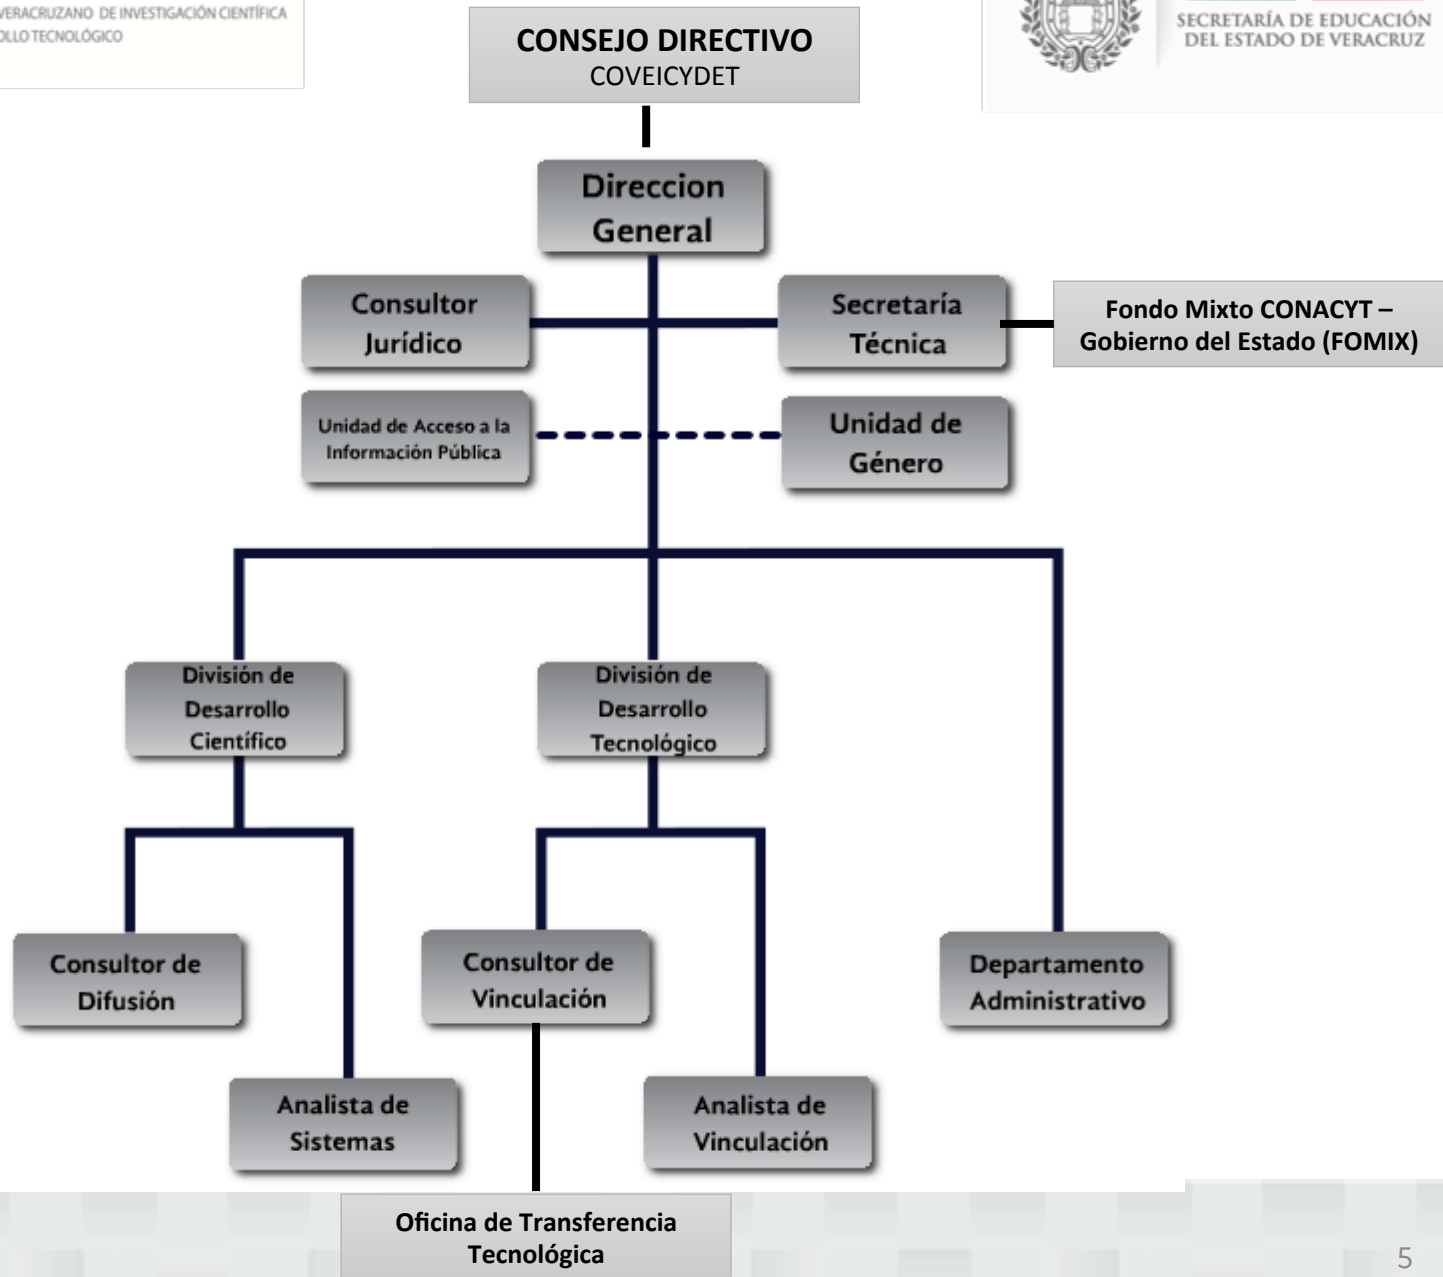 VERACRUZANO DE INVESTIGACIÓN CIENTÍFICA
OLLO TECNOLÓGICO
SECRETARÍA DE EDUCACIÓN
DEL ESTADO DE VERACRUZ
CONSEJO DIRECTIVO
COVEICYDET
Direccion
General
Consultor
Jurídico
Secretaría
Técnica
Fondo Mixto CONACYT –
Gobierno del Estado (FOMIX)
Unidad de Acceso a la
Información Pública
Unidad de
Género
División de
Desarrollo
Científico
División de
Desarrollo
Tecnológico
Consultor de
Difusión
Consultor de
Vinculación
Departamento
Administrativo
Analista de
Sistemas
Analista de
Vinculación
Oficina de Transferencia
Tecnológica
5